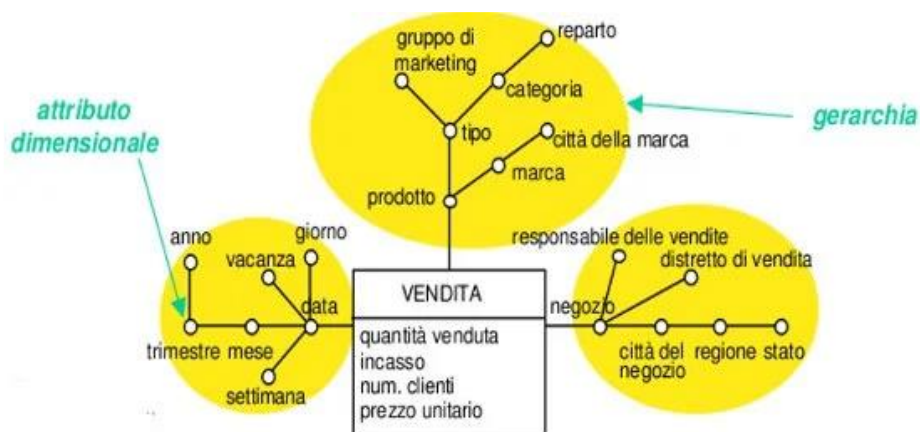 gruppo di
marketing
reparto
categoria
attributo
dimensionale
gerarchia
tipo
città della marca
marca
prodotto
anno
giorno
vacanza
data
trimestre
mese
settimana
VENDITA
quantità venduta
incasso
num. clienti
prezzo unitario
responsabile delle vendite
distretto di vendita
negozio
città del
negozio
regione
stato